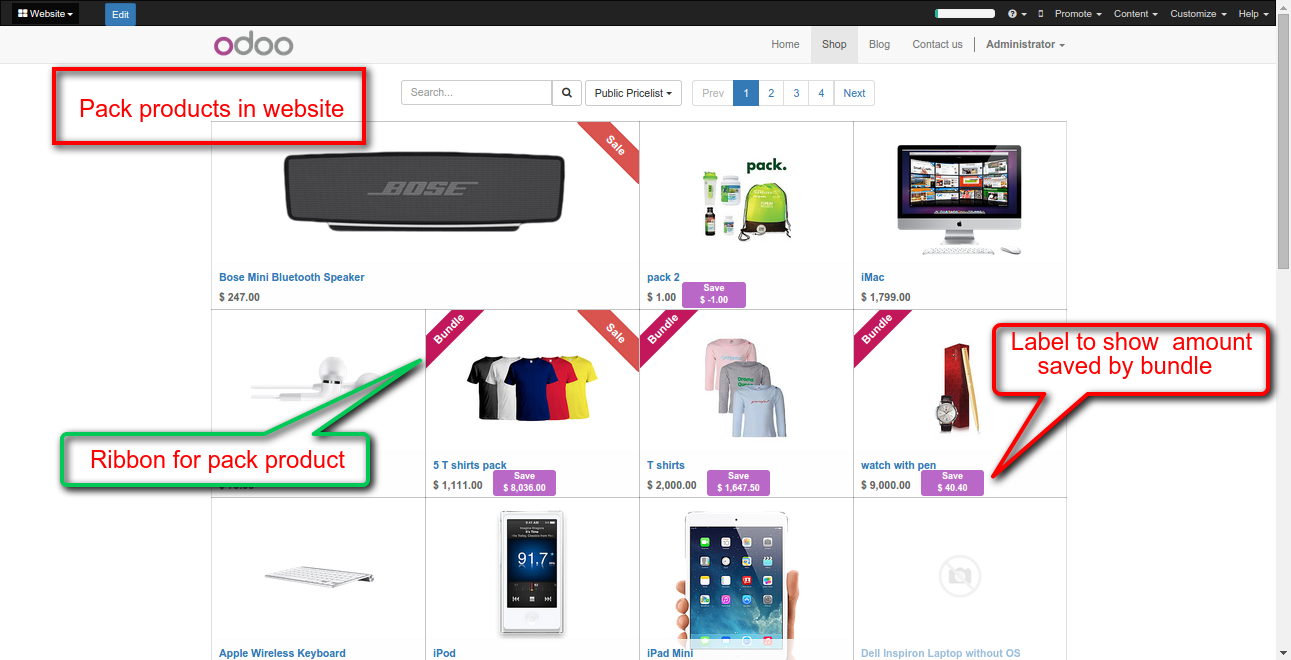 Website
Edit
Promote
Content
Customize
Help
odoo
Home
Shop
Blog
Contact us
Administrator
Pack products in website
Search...
Public Pricelist
Prev
1
2
3
4
Next
Sale
BOSE
pack.
Bose Mini Bluetooth Speaker
$ 247.00
pack 2
$ 1.00
Save
$ -1.00
iMac
$ 1,799.00
Bundle
Sale
Bundle
Bundle
Label to show amount
saved by bundle
Ribbon for pack product
5 T shirts pack
$ 1,111.00
Save
$ 8,036.00
T shirts
$ 2,000.00
Save
$ 1,647.50
watch with pen
$ 9,000.00
Save
$ 40.40
91.7
Apple Wireless Keyboard
iPod
iPad Mini
Dell Inspiron Laptop without OS